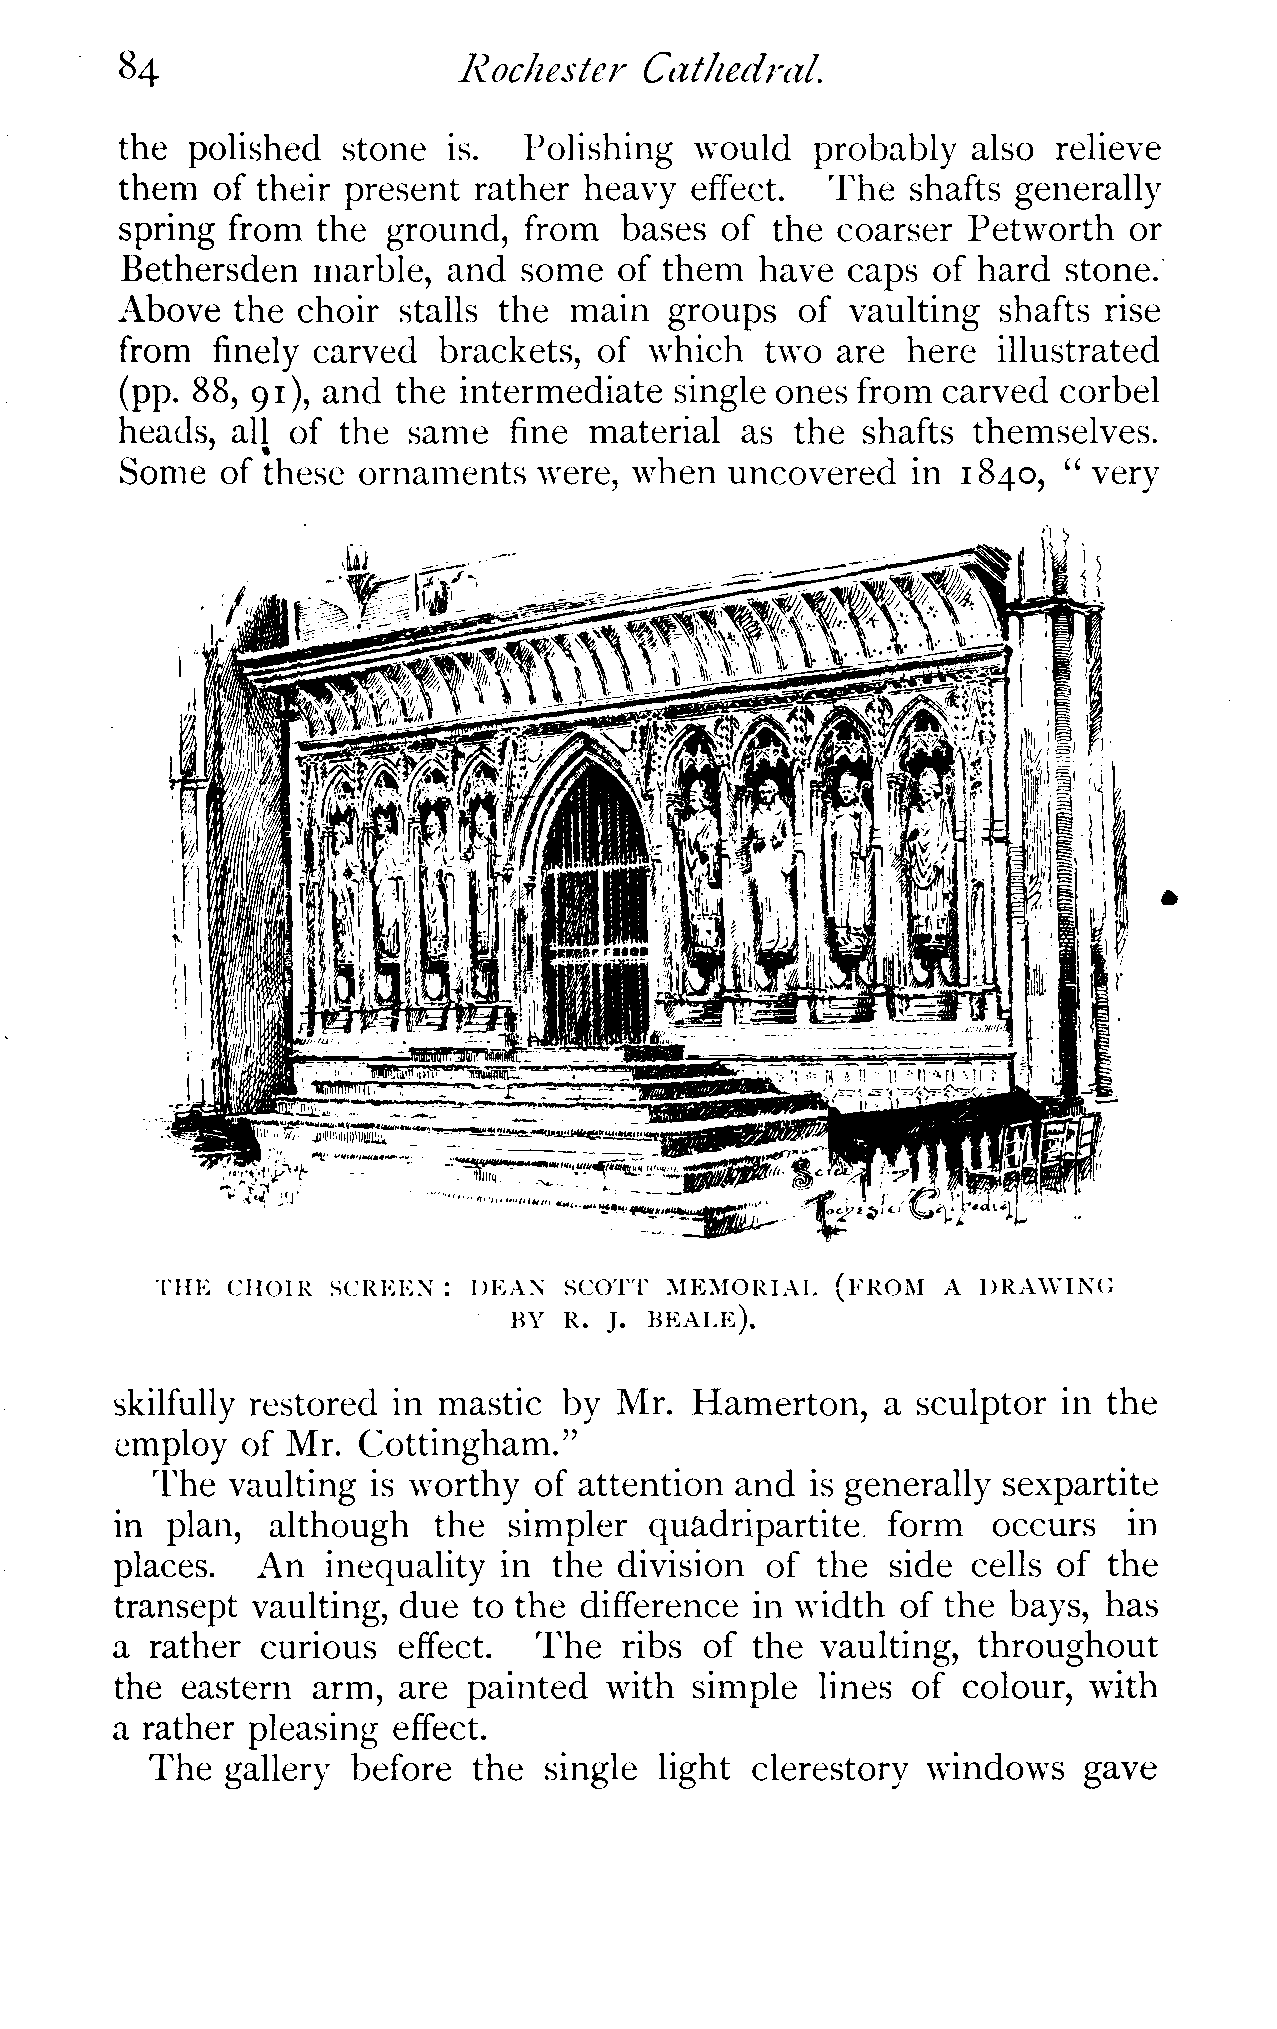 84 Rochester Cathedral.
the polished stone is. Polishing would probably also relieve
them of their present rather heavy effect. The shafts generally
spring from the ground, from bases of the coarser Petworth or
Bethersden marble, and some of them have caps of hard stone.
Above the choir stalls the main groups of vaulting shafts rise
from finely carved brackets, of which two are here illustrated
(pp. 88, 91), and the intermediate single ones from carved corbel
heads, all of the same fine material as the shafts themselves.
Some of these ornaments were, when uncovered in 1840, “ very
Rochester Cathedral
THE CHOIR SCREEN: DEAN SCOTT MEMORIAL (FROM A DRAWING
BY R. J. BEALE).
skilfully restored in mastic by Mr. Hamerton, a sculptor in the
employ of Mr. Cottingham.”
The vaulting is worthy of attention and is generally sexpartite
in plan, although the simpler quadripartite form occurs in
places. An inequality in the division of the side cells of the
transept vaulting, due to the difference in width of the bays, has
a rather curious effect. The ribs of the vaulting, throughout
the eastern arm, are painted with simple lines of colour, with
a rather pleasing effect.
The gallery before the single light clerestory windows gave